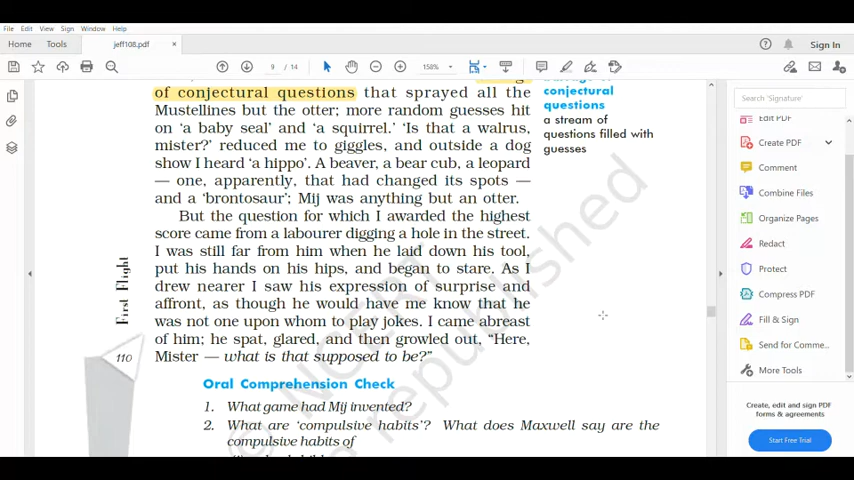 File Edit View Sign Window Help
Home Tools jeff108.pdf × Sign In
9 / 14 158%
of conjectural questions that sprayed all the
Mustellines but the otter; more random guesses hit
on ‘a baby seal’ and ‘a squirrel.’ ‘Is that a walrus,
mister?’ reduced me to giggles, and outside a dog
show I heard ‘a hippo’. A beaver, a bear cub, a leopard
— one, apparently, that had changed its spots —
and a ‘brontosaur’; Mij was anything but an otter.
But the question for which I awarded the highest
score came from a labourer digging a hole in the street.
I was still far from him when he laid down his tool,
put his hands on his hips, and began to stare. As I
drew nearer I saw his expression of surprise and
affront, as though he would have me know that he
was not one upon whom to play jokes. I came abreast
of him; he spat, glared, and then growled out, “Here,
Mister — what is that supposed to be?”
conjectural
questions
a stream of
questions filled with
guesses
First Flight
110
Oral Comprehension Check
1. What game had Mij invented?
2. What are ‘compulsive habits’? What does Maxwell say are the
compulsive habits of
© NCERT
republished
Search 'Signature'
Edit PDF
Create PDF
Comment
Combine Files
Organize Pages
Redact
Protect
Compress PDF
Fill & Sign
Send for Comme...
More Tools
Create, edit and sign PDF
forms & agreements
Start Free Trial